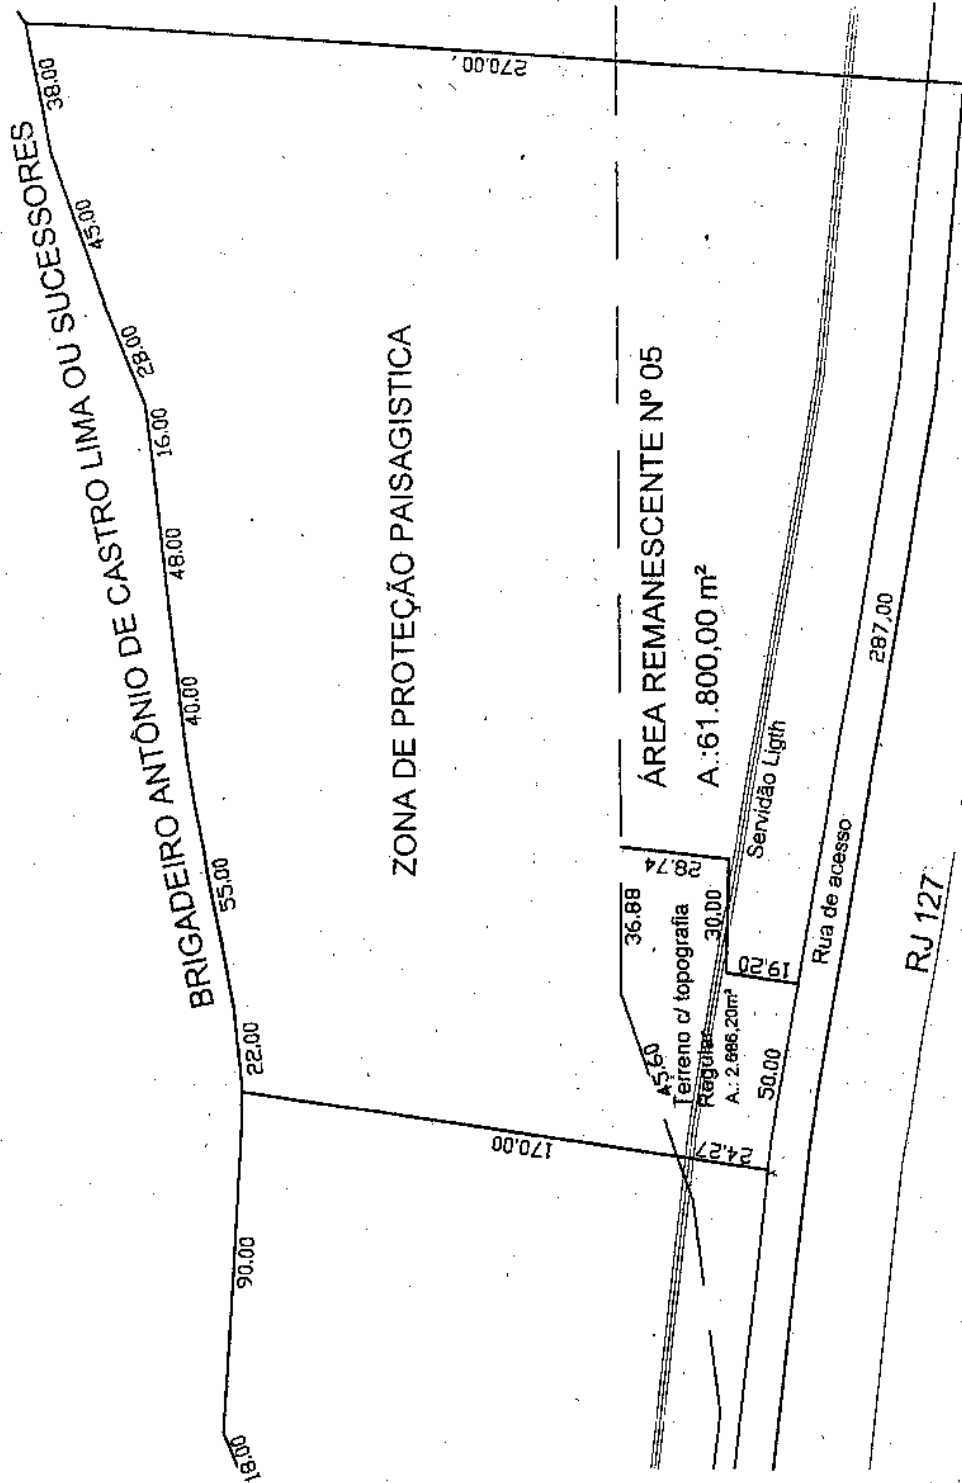 BRIGADEIRO ANTÔNIO DE CASTRO LIMA OU SUCESSORES
18.00
90.00
22.00
55.00
40.00
48.00
16.00
28.00
45.00
38.00
170.00
270.00
ZONA DE PROTEÇÃO PAISAGISTICA
ÁREA REMANESCENTE Nº 05
A.:61.800,00 m²
45.60
36.88
28.74
Terreno c/ topografia
Regular
A.: 2.686,20m²
30.00
19.20
24.27
50.00
Servidão Ligth
Rua de acesso
287,00
RJ 127